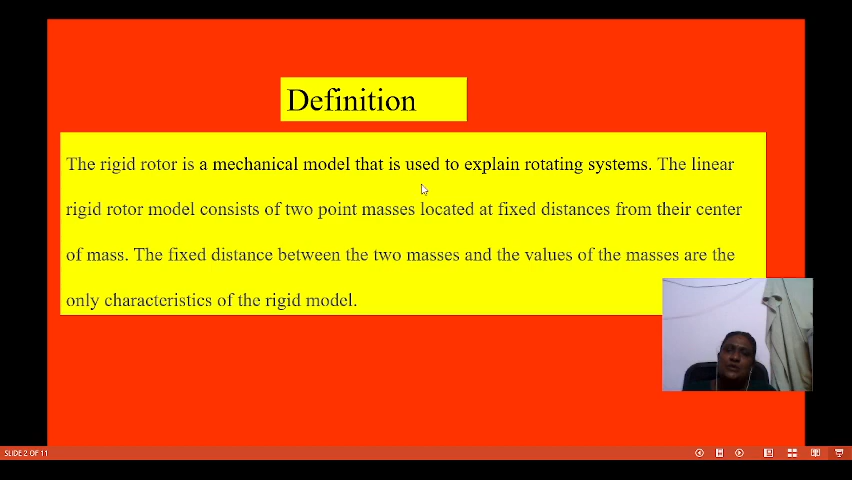 Definition
The rigid rotor is a mechanical model that is used to explain rotating systems. The linear
rigid rotor model consists of two point masses located at fixed distances from their center
of mass. The fixed distance between the two masses and the values of the masses are the
only characteristics of the rigid model.
SLIDE 2 OF 11